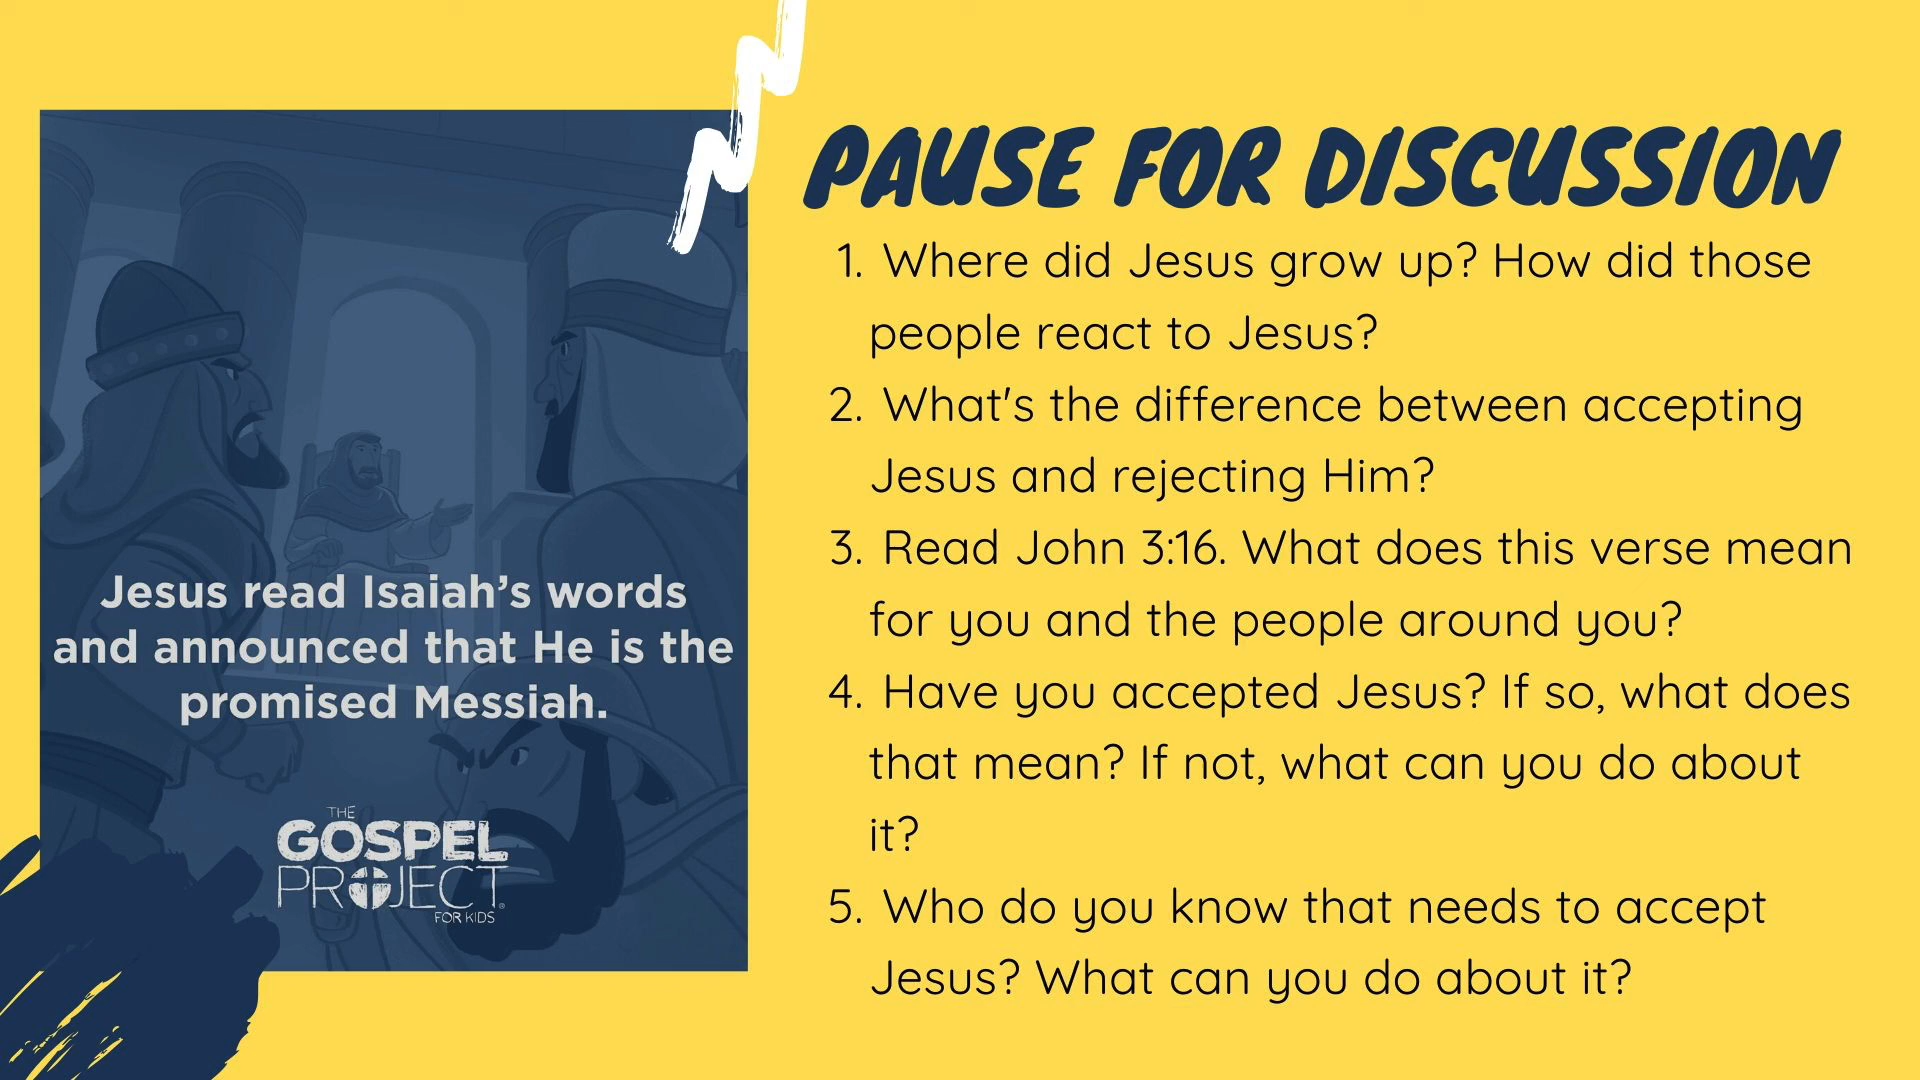 Jesus read Isaiah’s words
and announced that He is the
promised Messiah.
THE
GOSPEL
PROJECT®
FOR KIDS
PAUSE FOR DISCUSSION
1. Where did Jesus grow up? How did those
people react to Jesus?
2. What's the difference between accepting
Jesus and rejecting Him?
3. Read John 3:16. What does this verse mean
for you and the people around you?
4. Have you accepted Jesus? If so, what does
that mean? If not, what can you do about
it?
5. Who do you know that needs to accept
Jesus? What can you do about it?